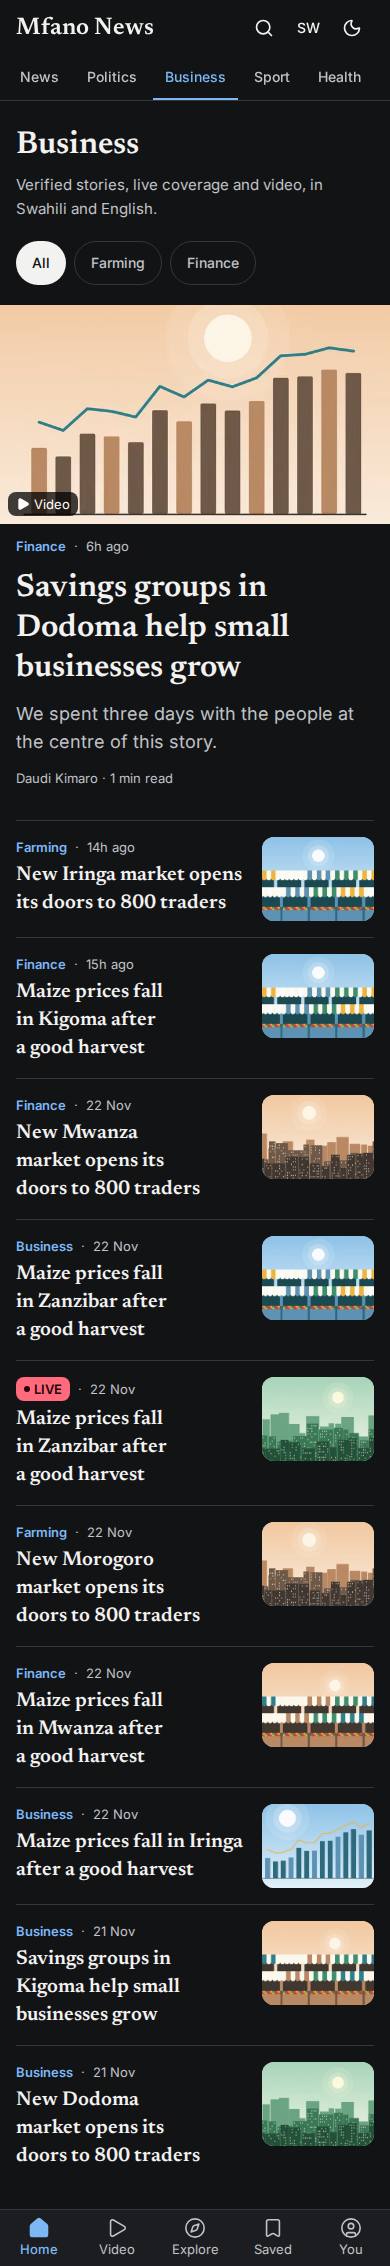 Mfano News
SW
News Politics Business Sport Health
Business
Verified stories, live coverage and video, in
Swahili and English.
All Farming Finance
Video
Finance · 6h ago
Savings groups in
Dodoma help small
businesses grow
We spent three days with the people at
the centre of this story.
Daudi Kimaro · 1 min read
Farming · 14h ago
New Iringa market opens
its doors to 800 traders
Finance · 15h ago
Maize prices fall
in Kigoma after
a good harvest
Finance · 22 Nov
New Mwanza
market opens its
doors to 800 traders
Business · 22 Nov
Maize prices fall
in Zanzibar after
a good harvest
LIVE · 22 Nov
Maize prices fall
in Zanzibar after
a good harvest
Farming · 22 Nov
New Morogoro
market opens its
doors to 800 traders
Finance · 22 Nov
Maize prices fall
in Mwanza after
a good harvest
Business · 22 Nov
Maize prices fall in Iringa
after a good harvest
Business · 21 Nov
Savings groups in
Kigoma help small
businesses grow
Business · 21 Nov
New Dodoma
market opens its
doors to 800 traders
Home Video Explore Saved You